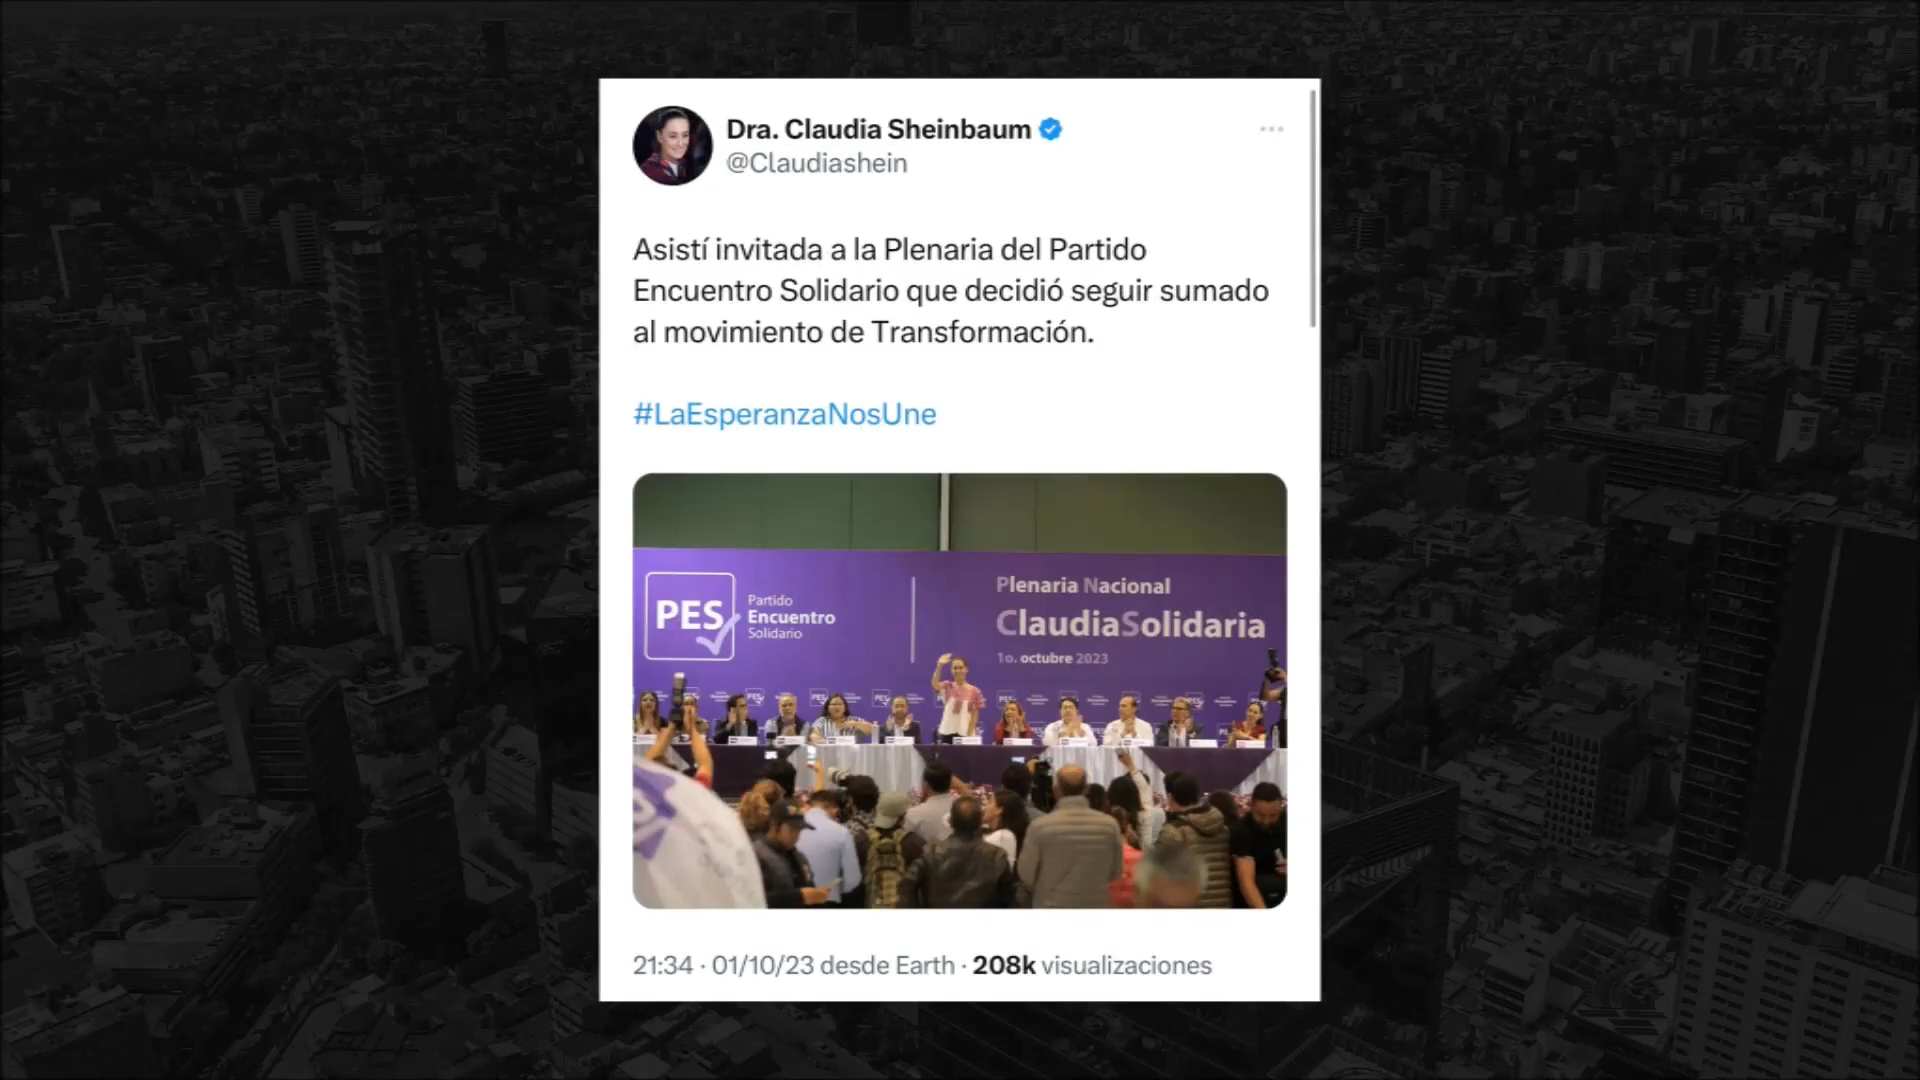 Dra. Claudia Sheinbaum
@Claudiashein
Asistí invitada a la Plenaria del Partido
Encuentro Solidario que decidió seguir sumado
al movimiento de Transformación.
#LaEsperanzaNosUne
PES
Partido
Encuentro
Solidario
Plenaria Nacional
ClaudiaSolidaria
1o. octubre 2023
21:34 · 01/10/23 desde Earth · 208k visualizaciones